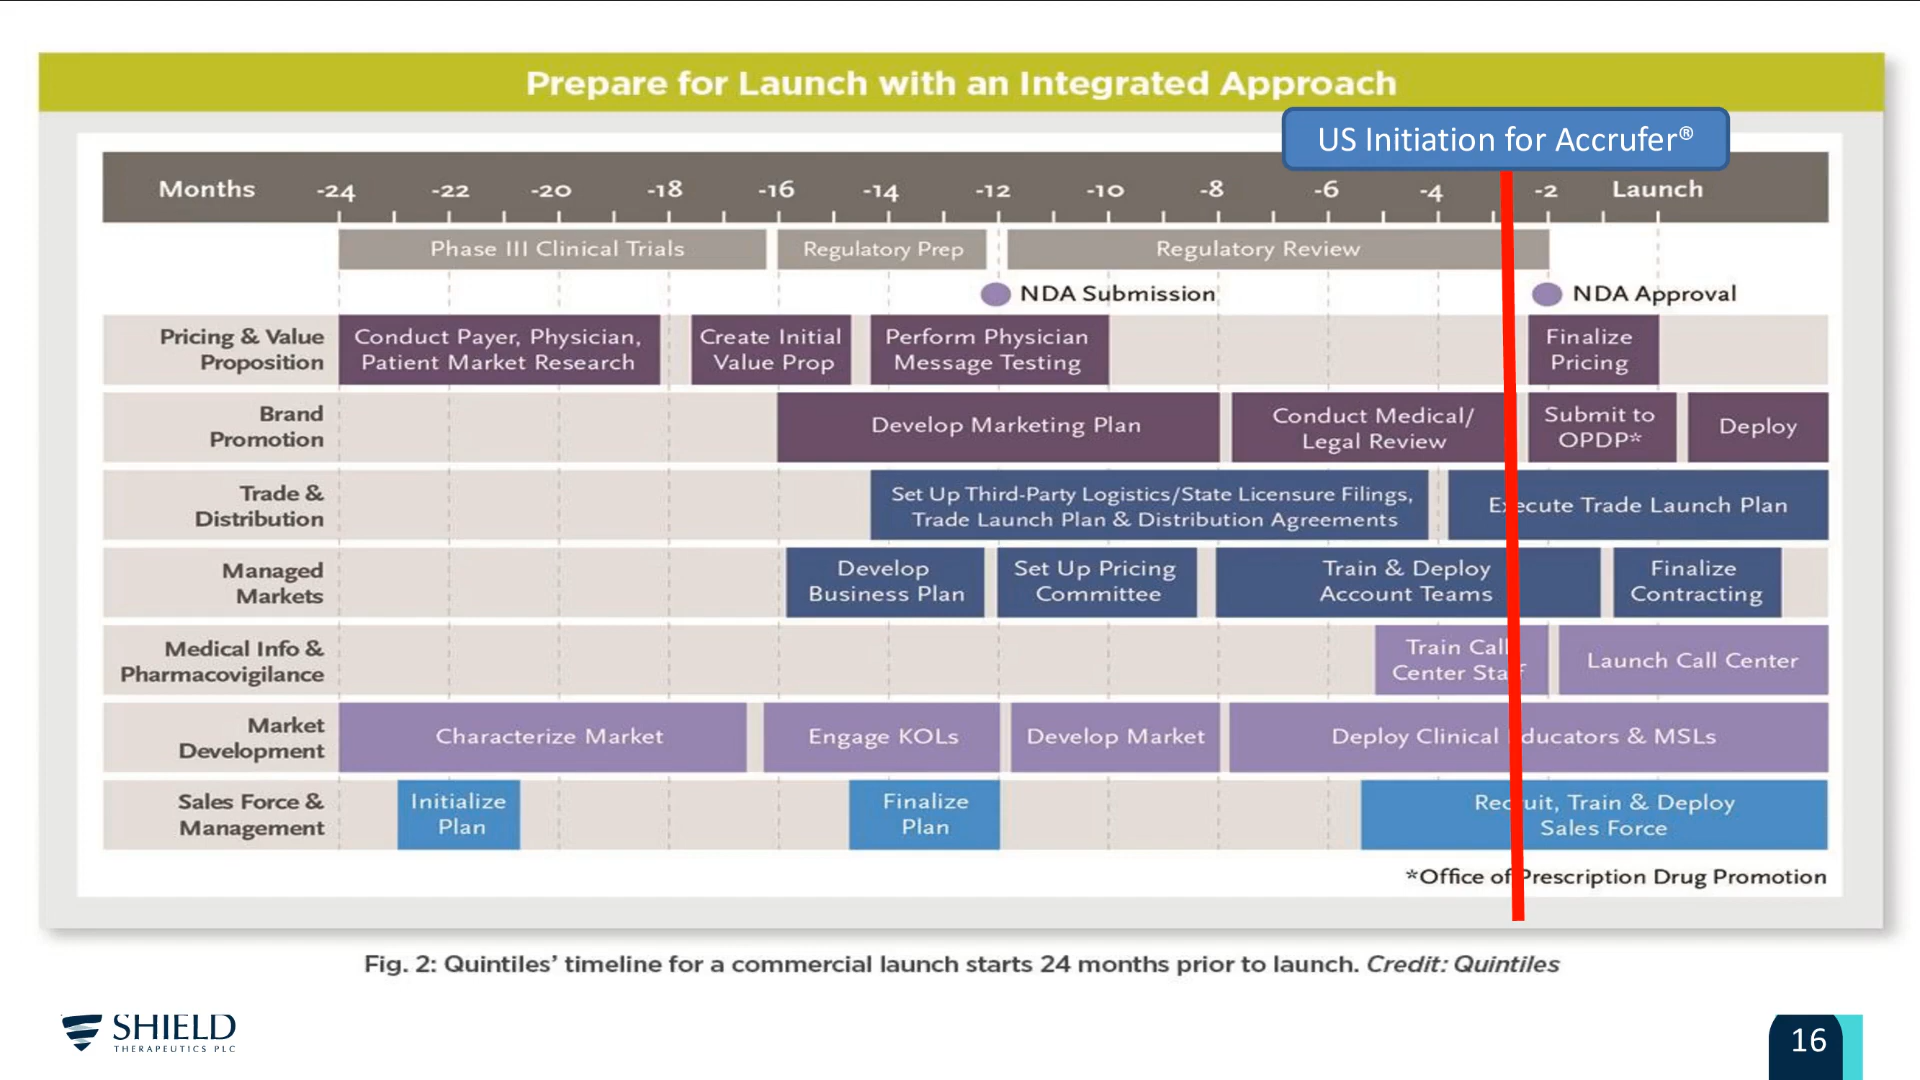 Prepare for Launch with an Integrated Approach
US Initiation for Accrufer®
Months -24 -22 -20 -18 -16 -14 -12 -10 -8 -6 -4 -2 Launch
Phase III Clinical Trials Regulatory Prep Regulatory Review
NDA Submission NDA Approval
Pricing & Value
Proposition
Conduct Payer, Physician,
Patient Market Research
Create Initial
Value Prop
Perform Physician
Message Testing
Finalize
Pricing
Brand
Promotion
Develop Marketing Plan
Conduct Medical/
Legal Review
Submit to
OPDP*
Deploy
Trade &
Distribution
Set Up Third-Party Logistics/State Licensure Filings,
Trade Launch Plan & Distribution Agreements
Execute Trade Launch Plan
Managed
Markets
Develop
Business Plan
Set Up Pricing
Committee
Train & Deploy
Account Teams
Finalize
Contracting
Medical Info &
Pharmacovigilance
Train Call
Center Staff
Launch Call Center
Market
Development
Characterize Market
Engage KOLs
Develop Market
Deploy Clinical Educators & MSLs
Sales Force &
Management
Initialize
Plan
Finalize
Plan
Recruit, Train & Deploy
Sales Force
*Office of Prescription Drug Promotion
Fig. 2: Quintiles’ timeline for a commercial launch starts 24 months prior to launch. Credit: Quintiles
SHIELD
THERAPEUTICS PLC
16